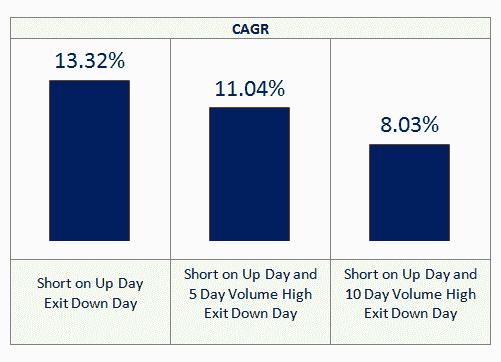 CAGR
13.32%
11.04%
8.03%
Short on Up Day
Exit Down Day
Short on Up Day and
5 Day Volume High
Exit Down Day
Short on Up Day and
10 Day Volume High
Exit Down Day